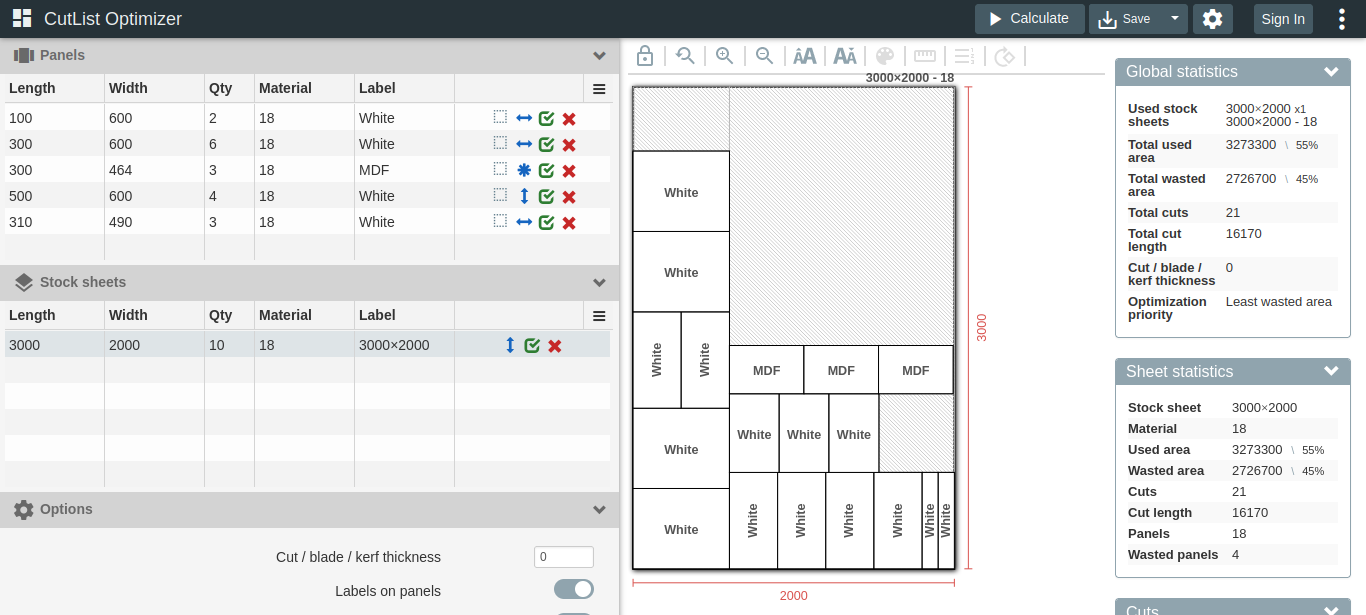 CutList Optimizer
Calculate
Save
Sign In
Panels
Length Width Qty Material Label
100 600 2 18 White
300 600 6 18 White
300 464 3 18 MDF
500 600 4 18 White
310 490 3 18 White
Stock sheets
Length Width Qty Material Label
3000 2000 10 18 3000×2000
Options
Cut / blade / kerf thickness 0
Labels on panels
3000×2000 - 18
White
White
White White
White
White
MDF MDF MDF
White White White
White White White White White White
3000
2000
Global statistics
Used stock sheets 3000×2000 x1
3000×2000 - 18
Total used area 3273300 \ 55%
Total wasted area 2726700 \ 45%
Total cuts 21
Total cut length 16170
Cut / blade / kerf thickness 0
Optimization priority Least wasted area
Sheet statistics
Stock sheet 3000×2000
Material 18
Used area 3273300 \ 55%
Wasted area 2726700 \ 45%
Cuts 21
Cut length 16170
Panels 18
Wasted panels 4
Cuts